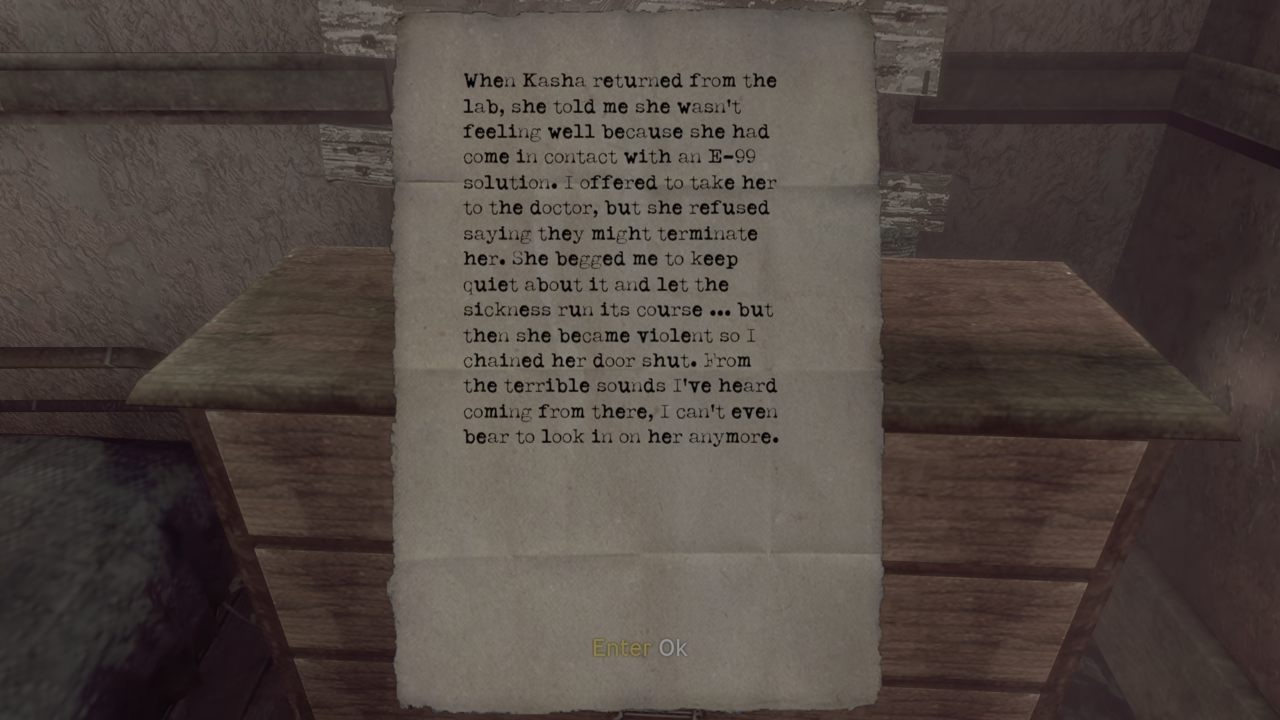 When Kasha returned from the
lab, she told me she wasn't
feeling well because she had
come in contact with an E-99
solution. I offered to take her
to the doctor, but she refused
saying they might terminate
her. She begged me to keep
quiet about it and let the
sickness run its course ... but
then she became violent so I
chained her door shut. From
the terrible sounds I've heard
coming from there, I can't even
bear to look in on her anymore.
Enter Ok